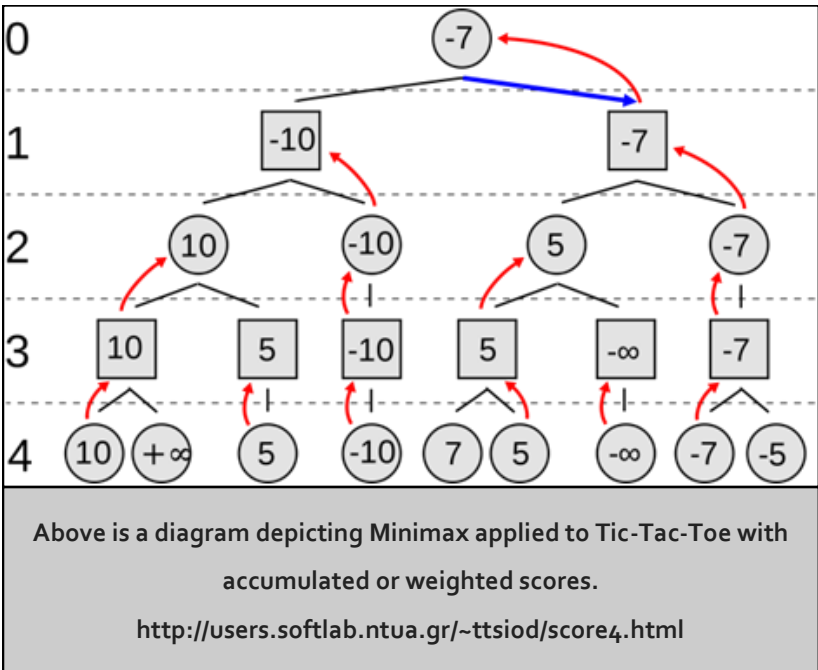 0 -7
1 -10 -7
2 10 -10 5 -7
3 10 5 -10 5 -∞ -7
4 10 +∞ 5 -10 7 5 -∞ -7 -5
Above is a diagram depicting Minimax applied to Tic-Tac-Toe with
accumulated or weighted scores.
http://users.softlab.ntua.gr/~ttsiod/score4.html